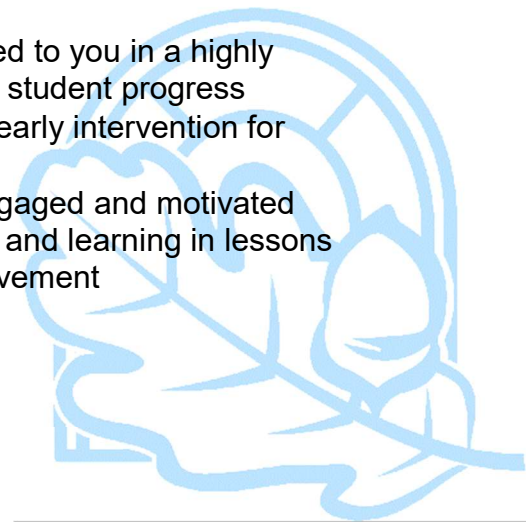 ed to you in a highly
student progress
early intervention for
gaged and motivated
and learning in lessons
vement